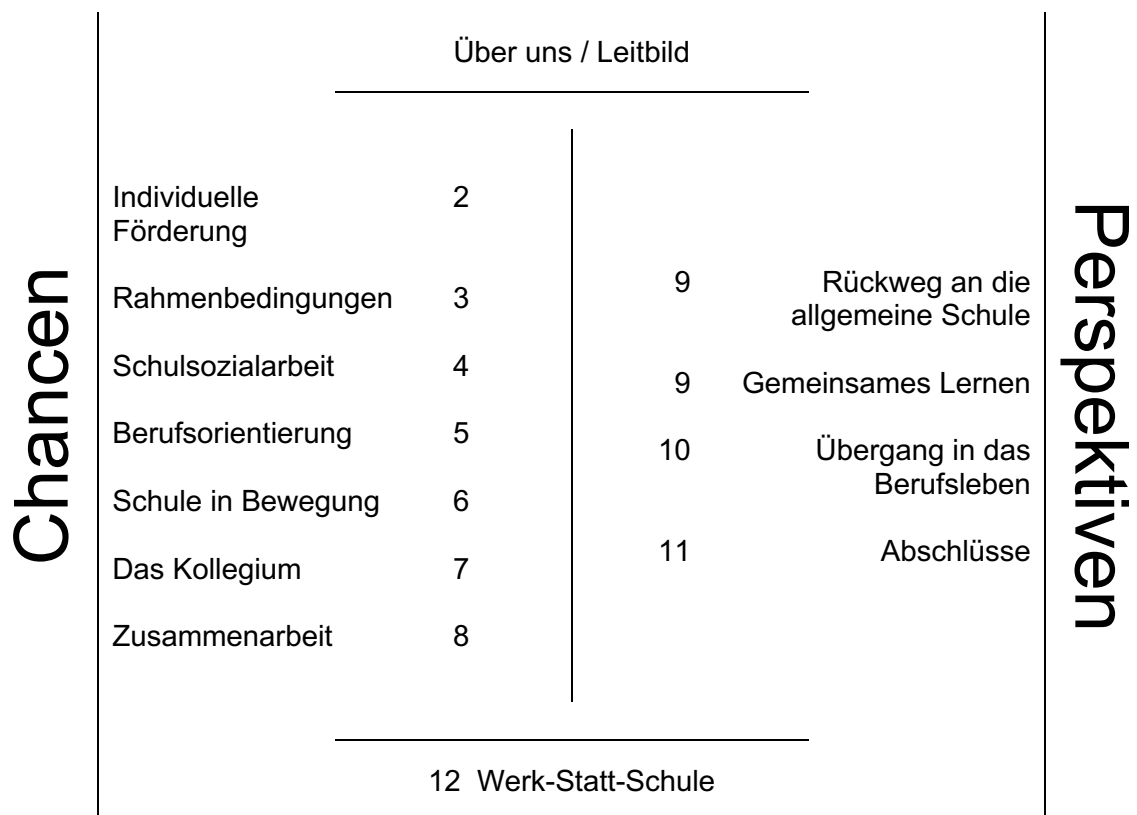 Über uns / Leitbild
Chancen
Individuelle 2
Förderung
Rahmenbedingungen 3
Schulsozialarbeit 4
Berufsorientierung 5
Schule in Bewegung 6
Das Kollegium 7
Zusammenarbeit 8
9 Rückweg an die
allgemeine Schule
9 Gemeinsames Lernen
10 Übergang in das
Berufsleben
11 Abschlüsse
Perspektiven
12 Werk-Statt-Schule